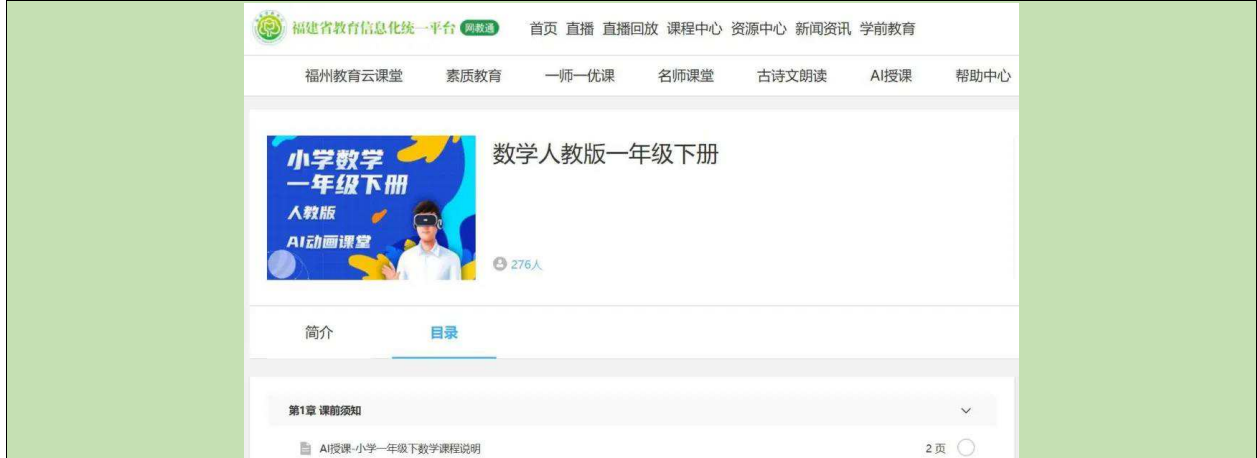 福建省教育信息化统一平台 网教通 首页 直播 直播回放 课程中心 资源中心 新闻资讯 学前教育
福州教育云课堂 素质教育 一师一优课 名师课堂 古诗文朗读 AI授课 帮助中心
小学数学
一年级下册
人教版
AI动画课堂
数学人教版一年级下册
276人
简介 目录
第1章 课前须知
AI授课-小学一年级下数学课程说明 2 页